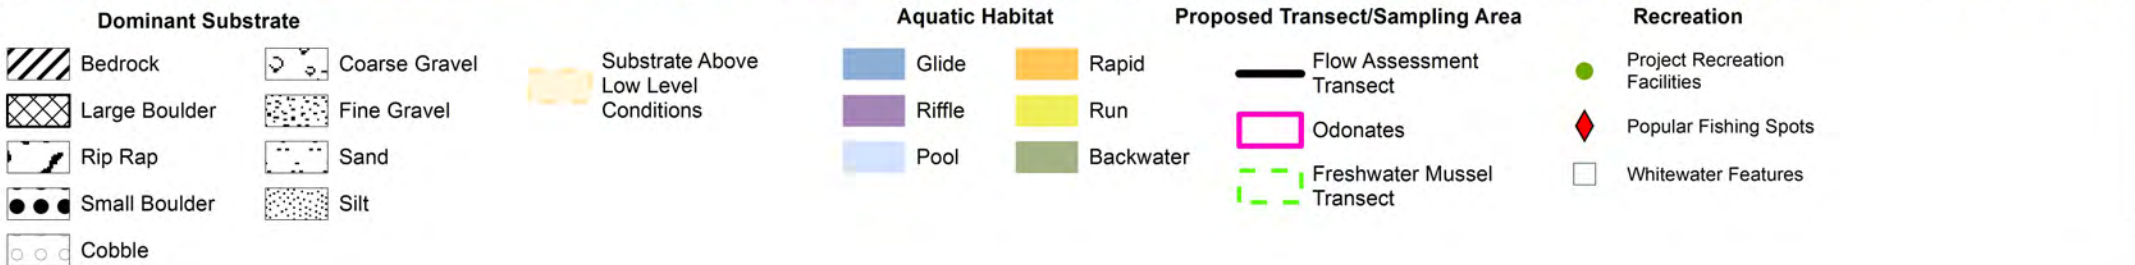 Dominant Substrate
Bedrock
Large Boulder
Rip Rap
Small Boulder
Cobble
Coarse Gravel
Fine Gravel
Sand
Silt
Substrate Above
Low Level
Conditions
Aquatic Habitat
Glide
Riffle
Pool
Rapid
Run
Backwater
Proposed Transect/Sampling Area
Flow Assessment
Transect
Odonates
Freshwater Mussel
Transect
Recreation
Project Recreation
Facilities
Popular Fishing Spots
Whitewater Features